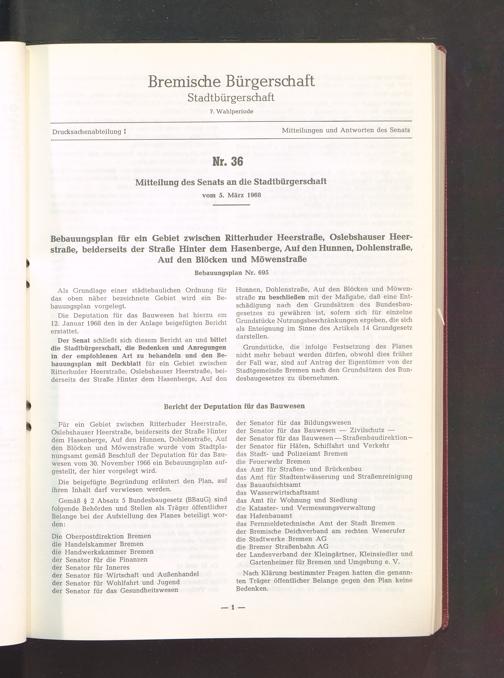 Bremische Bürgerschaft
Stadtbürgerschaft
7. Wahlperiode
Drucksachenabteilung I
Mitteilungen und Antworten des Senats
Nr. 36
Mitteilung des Senats an die Stadtbürgerschaft
vom 5. März 1968
Bebauungsplan für ein Gebiet zwischen Ritterhuder Heerstraße, Oslebshauser Heer-
straße, beiderseits der Straße Hinter dem Hasenberge, Auf den Hunnen, Dohlenstraße,
Auf den Blöcken und Möwenstraße
Bebauungsplan Nr. 695
Als Grundlage einer städtebaulichen Ordnung für
das oben näher bezeichnete Gebiet wird ein Be-
bauungsplan vorgelegt.
Die Deputation für das Bauwesen hat hierzu am
12. Januar 1968 den in der Anlage beigefügten Bericht
erstattet.
Der Senat schließt sich diesem Bericht an und bittet
die Stadtbürgerschaft, die Bedenken und Anregungen
in der empfohlenen Art zu behandeln und den Be-
bauungsplan mit Deckblatt für ein Gebiet zwischen
Ritterhuder Heerstraße, Oslebshauser Heerstraße, bei-
derseits der Straße Hinter dem Hasenberge, Auf den
Hunnen, Dohlenstraße, Auf den Blöcken und Möwen-
straße zu beschließen mit der Maßgabe, daß eine Ent-
schädigung nach den Grundsätzen des Bundesbau-
gesetzes zu gewähren ist, sofern sich für einzelne
Grundstücke Nutzungsbeschränkungen ergeben, die sich
als Enteignung im Sinne des Artikels 14 Grundgesetz
darstellen.
Grundstücke, die infolge Festsetzung des Planes
nicht mehr bebaut werden dürfen, obwohl dies früher
der Fall war, sind auf Antrag der Eigentümer von der
Stadtgemeinde Bremen nach den Grundsätzen des Bun-
desbaugesetzes zu übernehmen.
Bericht der Deputation für das Bauwesen
Für ein Gebiet zwischen Ritterhuder Heerstraße,
Oslebshauser Heerstraße, beiderseits der Straße Hinter
dem Hasenberge, Auf den Hunnen, Dohlenstraße, Auf
den Blöcken und Möwenstraße wurde vom Stadtpla-
nungsamt gemäß Beschluß der Deputation für das Bau-
wesen vom 30. November 1966 ein Bebauungsplan auf-
gestellt, der hier vorgelegt wird.
Die beigefügte Begründung erläutert den Plan, auf
ihren Inhalt darf verwiesen werden.
Gemäß § 2 Absatz 5 Bundesbaugesetz (BBauG) sind
folgende Behörden und Stellen als Träger öffentlicher
Belange bei der Aufstellung des Planes beteiligt wor-
den:
Die Oberpostdirektion Bremen
die Handelskammer Bremen
die Handwerkskammer Bremen
der Senator für die Finanzen
der Senator für Inneres
der Senator für Wirtschaft und Außenhandel
der Senator für Wohlfahrt und Jugend
der Senator für das Gesundheitswesen
der Senator für das Bildungswesen
der Senator für das Bauwesen — Zivilschutz —
der Senator für das Bauwesen — Straßenbaudirektion —
der Senator für Häfen, Schiffahrt und Verkehr
das Stadt- und Polizeiamt Bremen
die Feuerwehr Bremen
das Amt für Straßen- und Brückenbau
das Amt für Stadtentwässerung und Straßenreinigung
das Bauaufsichtsamt
das Wasserwirtschaftsamt
das Amt für Wohnung und Siedlung
die Kataster- und Vermessungsverwaltung
das Hafenbauamt
das Fernmeldetechnische Amt der Stadt Bremen
der Bremische Deichverband am rechten Weserufer
die Stadtwerke Bremen AG
die Bremer Straßenbahn AG
der Landesverband der Kleingärtner, Kleinsiedler und
Gartenheimer für Bremen und Umgebung e. V.
Nach Klärung bestimmter Fragen hatten die genann-
ten Träger öffentlicher Belange gegen den Plan keine
Bedenken.
— 1 —